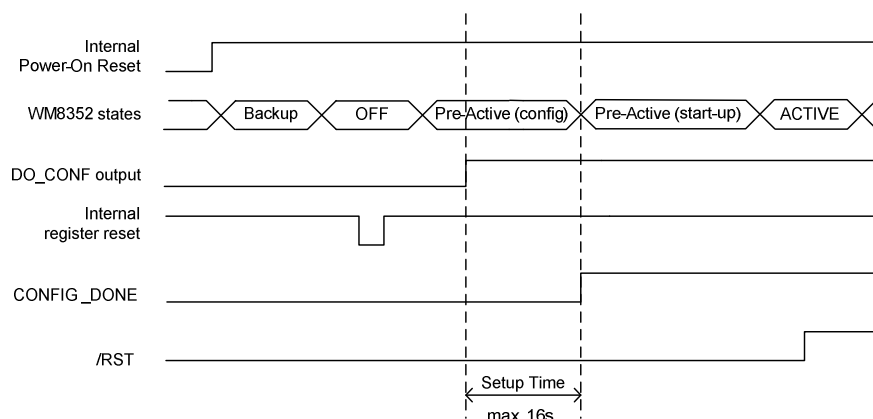 Internal
Power-On Reset
WM8352 states
Backup
OFF
Pre-Active (config)
Pre-Active (start-up)
ACTIVE
DO_CONF output
Internal
register reset
CONFIG_DONE
/RST
Setup Time
max 16s